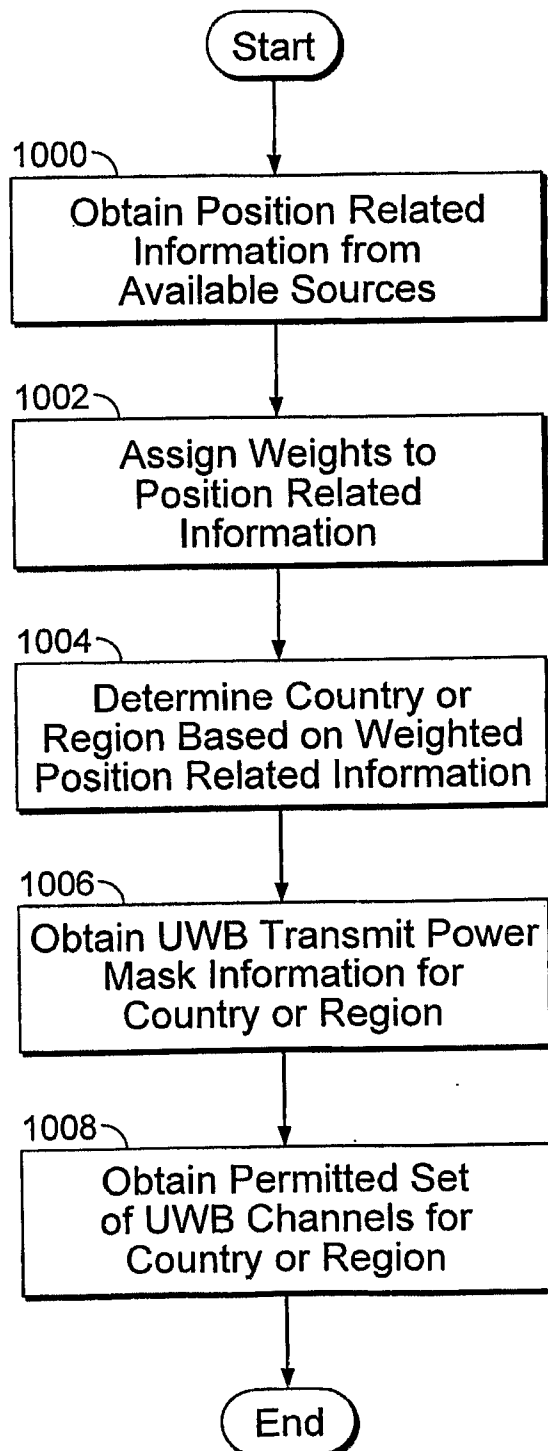 Start
1000
Obtain Position Related
Information from
Available Sources
1002
Assign Weights to
Position Related
Information
1004
Determine Country or
Region Based on Weighted
Position Related Information
1006
Obtain UWB Transmit Power
Mask Information for
Country or Region
1008
Obtain Permitted Set
of UWB Channels for
Country or Region
End